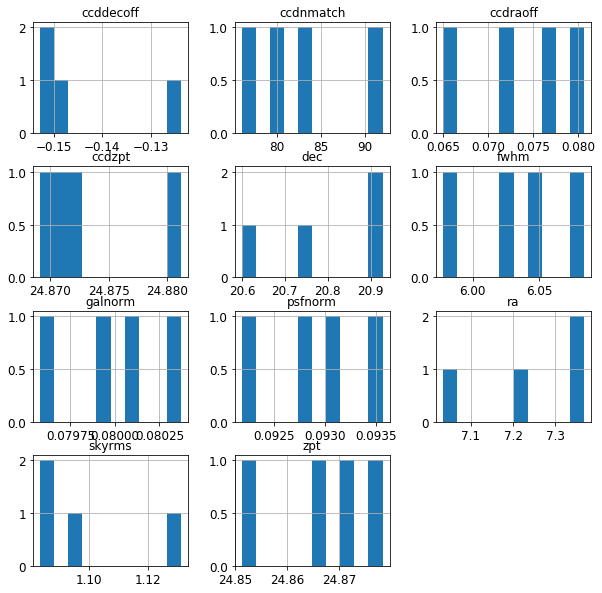 ccddecoff
2
1
0
−0.15 −0.14 −0.13
ccdnmatch
1.0
0.5
0.0
80 85 90
ccdraoff
1.0
0.5
0.0
0.065 0.070 0.075 0.080
ccdzpt
1.0
0.5
0.0
24.870 24.875 24.880
dec
2
1
0
20.6 20.7 20.8 20.9
fwhm
1.0
0.5
0.0
6.00 6.05
galnorm
1.0
0.5
0.0
0.07975 0.08000 0.08025
psfnorm
1.0
0.5
0.0
0.0925 0.0930 0.0935
ra
2
1
0
7.1 7.2 7.3
skyrms
2
1
0
1.10 1.12
zpt
1.0
0.5
0.0
24.85 24.86 24.87